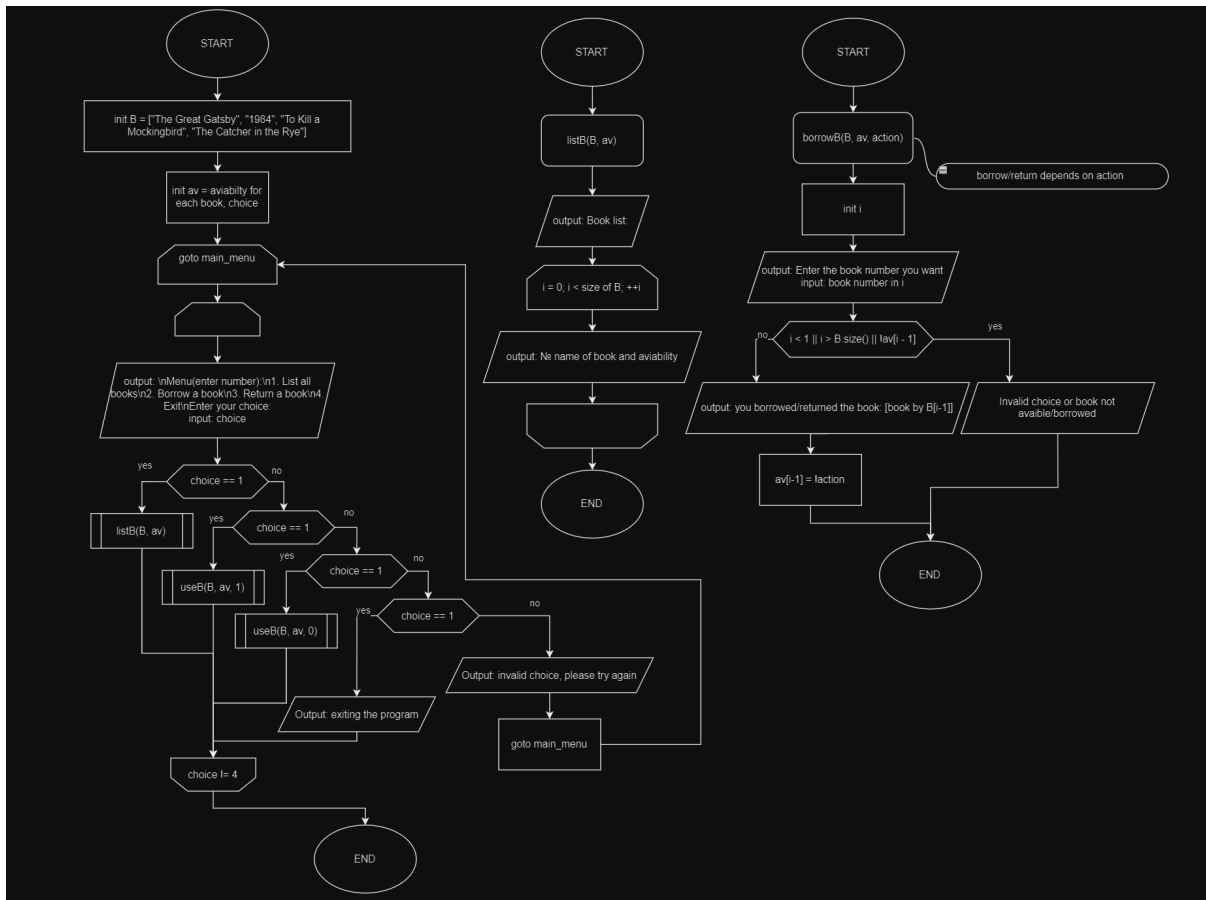 START
init B = ["The Great Gatsby", "1984", "To Kill a
Mockingbird", "The Catcher in the Rye"]
init av = aviabilty for
each book, choice
goto main_menu
output: \nMenu(enter number):\n1. List all
books\n2. Borrow a book\n3. Return a book\n4.
Exit\nEnter your choice:
input: choice
yes
choice == 1
no
listB(B, av)
yes
choice == 1
no
useB(B, av, 1)
yes
choice == 1
no
useB(B, av, 0)
yes
choice == 1
no
Output: invalid choice, please try again
Output: exiting the program
goto main_menu
choice != 4
END
START
listB(B, av)
output: Book list:
i = 0; i < size of B; ++i
output: № name of book and aviability
END
START
borrowB(B, av, action)
borrow/return depends on action
init i
output: Enter the book number you want
input: book number in i
no
i < 1 || i > B.size() || !av[i - 1]
yes
output: you borrowed/returned the book: [book by B[i-1]]
Invalid choice or book not
avaible/borrowed
av[i-1] = !action
END